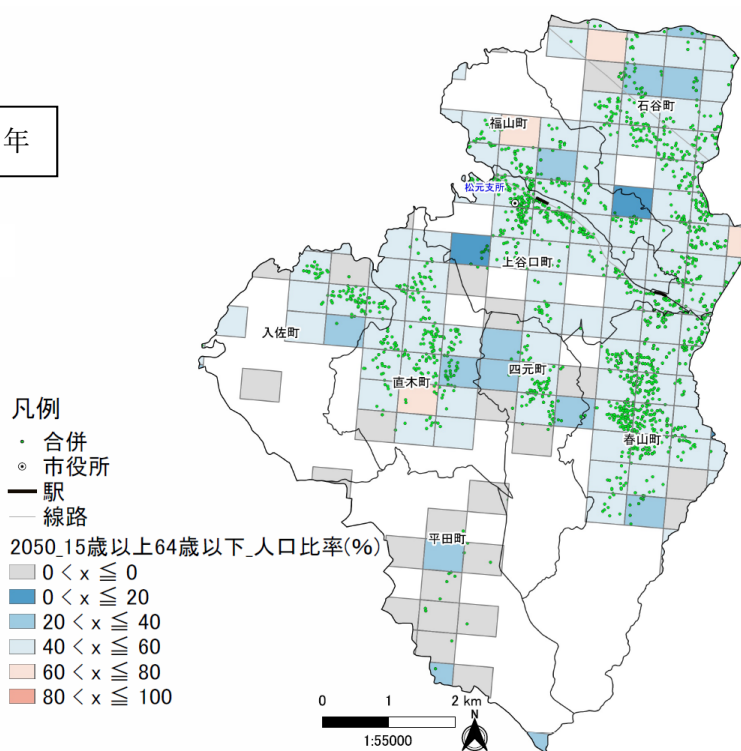 年
石谷町
福山町
松元支所
上谷口町
入佐町
直木町
四元町
春山町
平田町
凡例
合併
市役所
駅
線路
2050_15歳以上64歳以下_人口比率(%)
0 < x ≦ 0
0 < x ≦ 20
20 < x ≦ 40
40 < x ≦ 60
60 < x ≦ 80
80 < x ≦ 100
0 1 2 km
N
1:55000